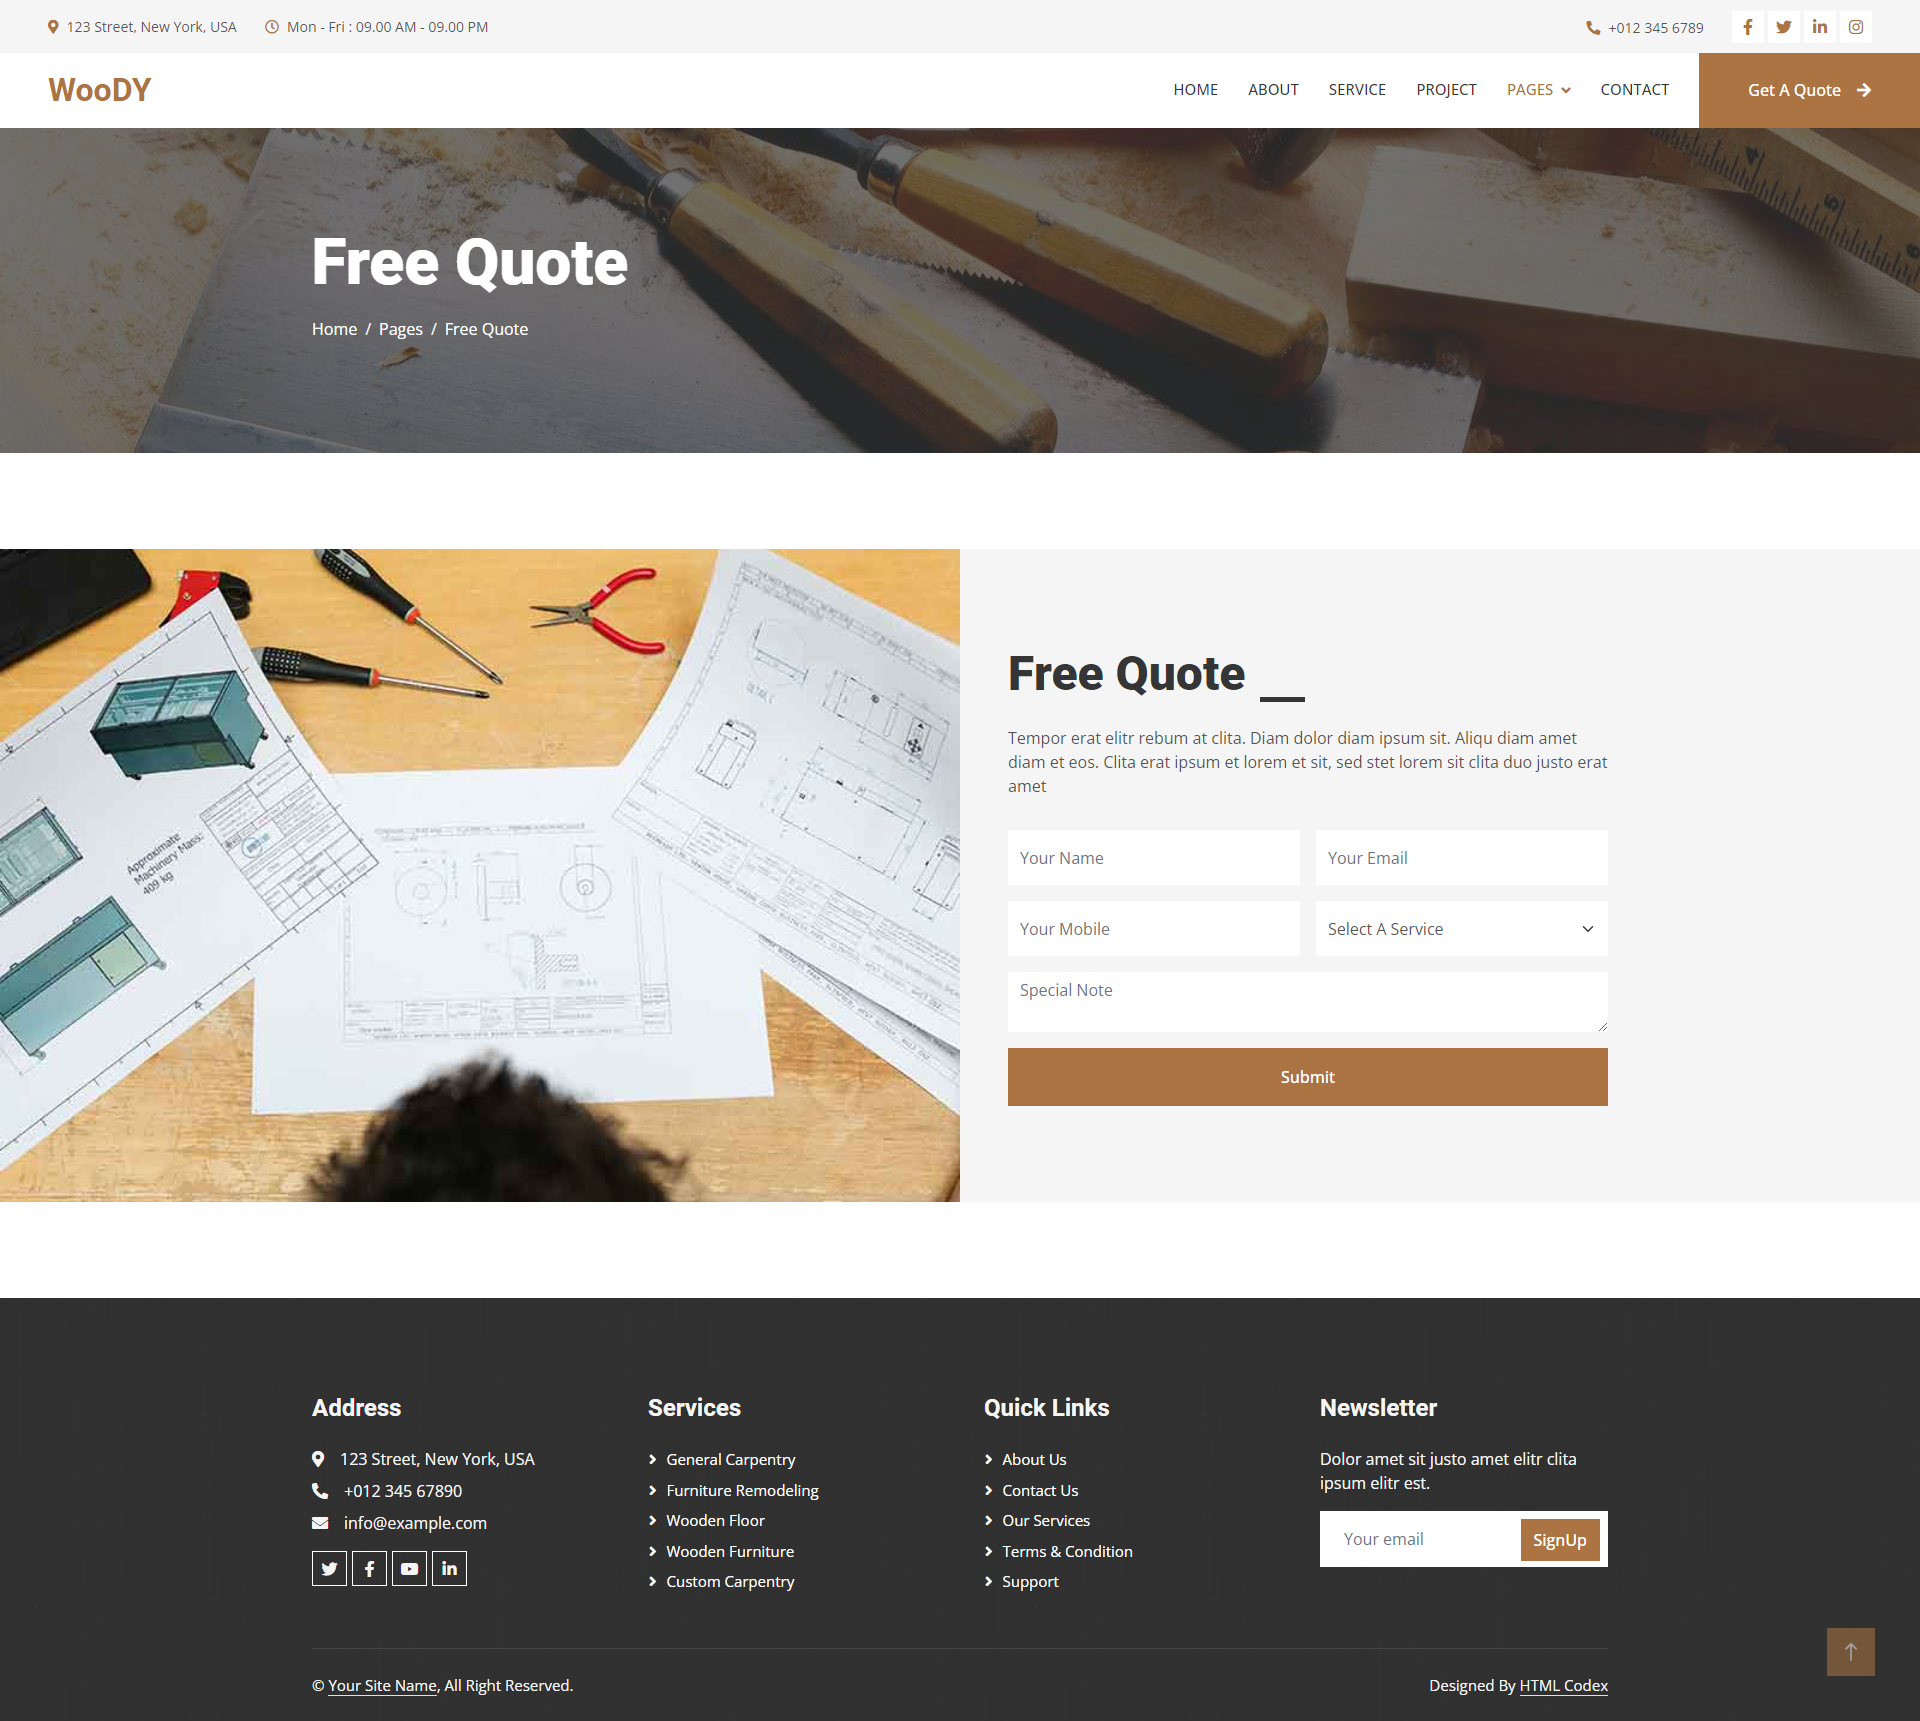 123 Street, New York, USA
Mon - Fri : 09.00 AM - 09.00 PM
+012 345 6789
WooDY
HOME
ABOUT
SERVICE
PROJECT
PAGES
CONTACT
Get A Quote
Free Quote
Home / Pages / Free Quote
Approximate
Machinery Mass:
409 kg
Free Quote
Tempor erat elitr rebum at clita. Diam dolor diam ipsum sit. Aliqu diam amet
diam et eos. Clita erat ipsum et lorem et sit, sed stet lorem sit clita duo justo erat
amet
Your Name
Your Email
Your Mobile
Select A Service
Special Note
Submit
Address
123 Street, New York, USA
+012 345 67890
info@example.com
Services
General Carpentry
Furniture Remodeling
Wooden Floor
Wooden Furniture
Custom Carpentry
Quick Links
About Us
Contact Us
Our Services
Terms & Condition
Support
Newsletter
Dolor amet sit justo amet elitr clita
ipsum elitr est.
Your email
SignUp
© Your Site Name, All Right Reserved.
Designed By HTML Codex